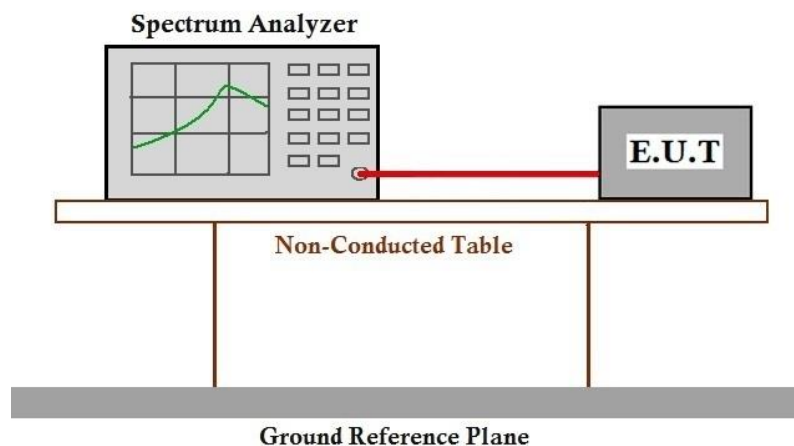 Spectrum Analyzer
E.U.T
Non-Conducted Table
Ground Reference Plane